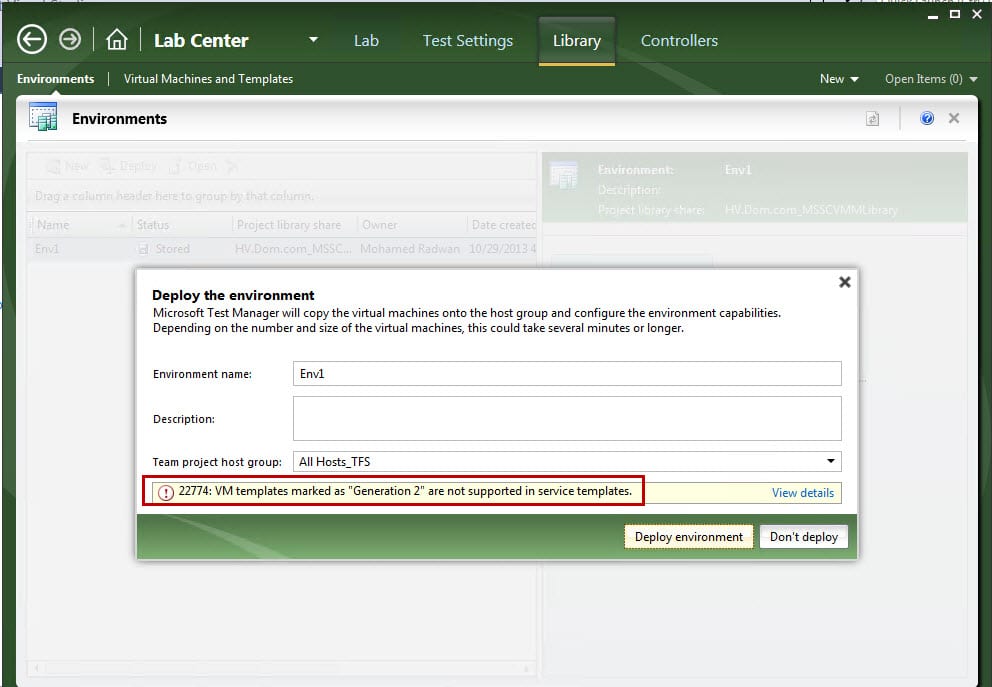 Lab Center
Lab
Test Settings
Library
Controllers
Environments
Virtual Machines and Templates
New
Open Items (0)
Environments
New
Deploy
Open
Drag a column header here to group by that column.
Name
Status
Project library share
Owner
Date created
Env1
Stored
HV.Dom.com_MSSC...
Mohamed Radwan
10/29/2013 4
Environment:
Env1
Description:
Project library share:
HV.Dom.com_MSSCVMMLibrary
Deploy the environment
Microsoft Test Manager will copy the virtual machines onto the host group and configure the environment capabilities.
Depending on the number and size of the virtual machines, this could take several minutes or longer.
Environment name:
Env1
Description:
Team project host group:
All Hosts_TFS
22774: VM templates marked as "Generation 2" are not supported in service templates.
View details
Deploy environment
Don't deploy